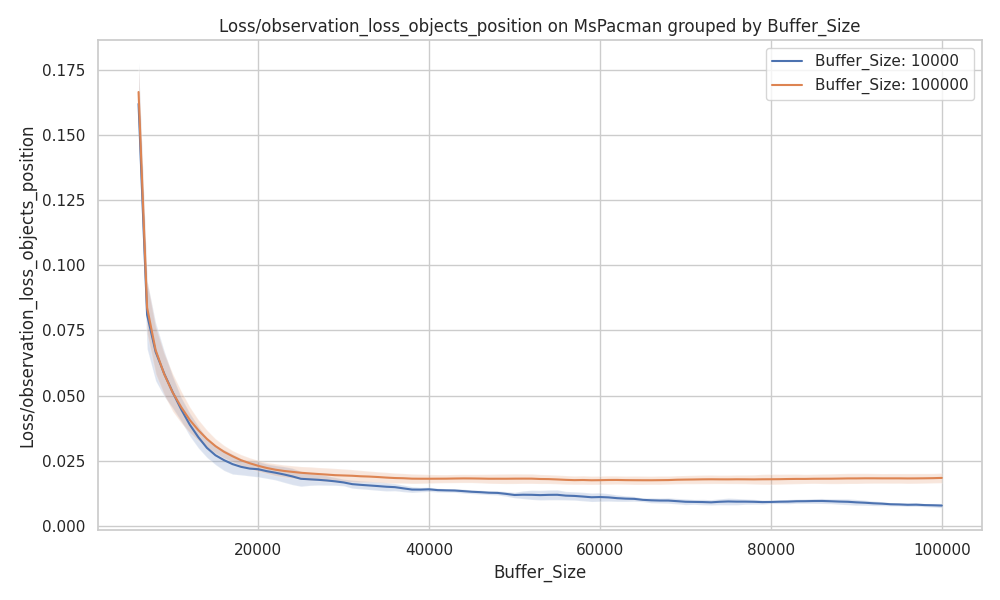 Loss/observation_loss_objects_position on MsPacman grouped by Buffer_Size
Buffer_Size: 10000
Buffer_Size: 100000
Loss/observation_loss_objects_position
0.175
0.150
0.125
0.100
0.075
0.050
0.025
0.000
20000
40000
60000
80000
100000
Buffer_Size